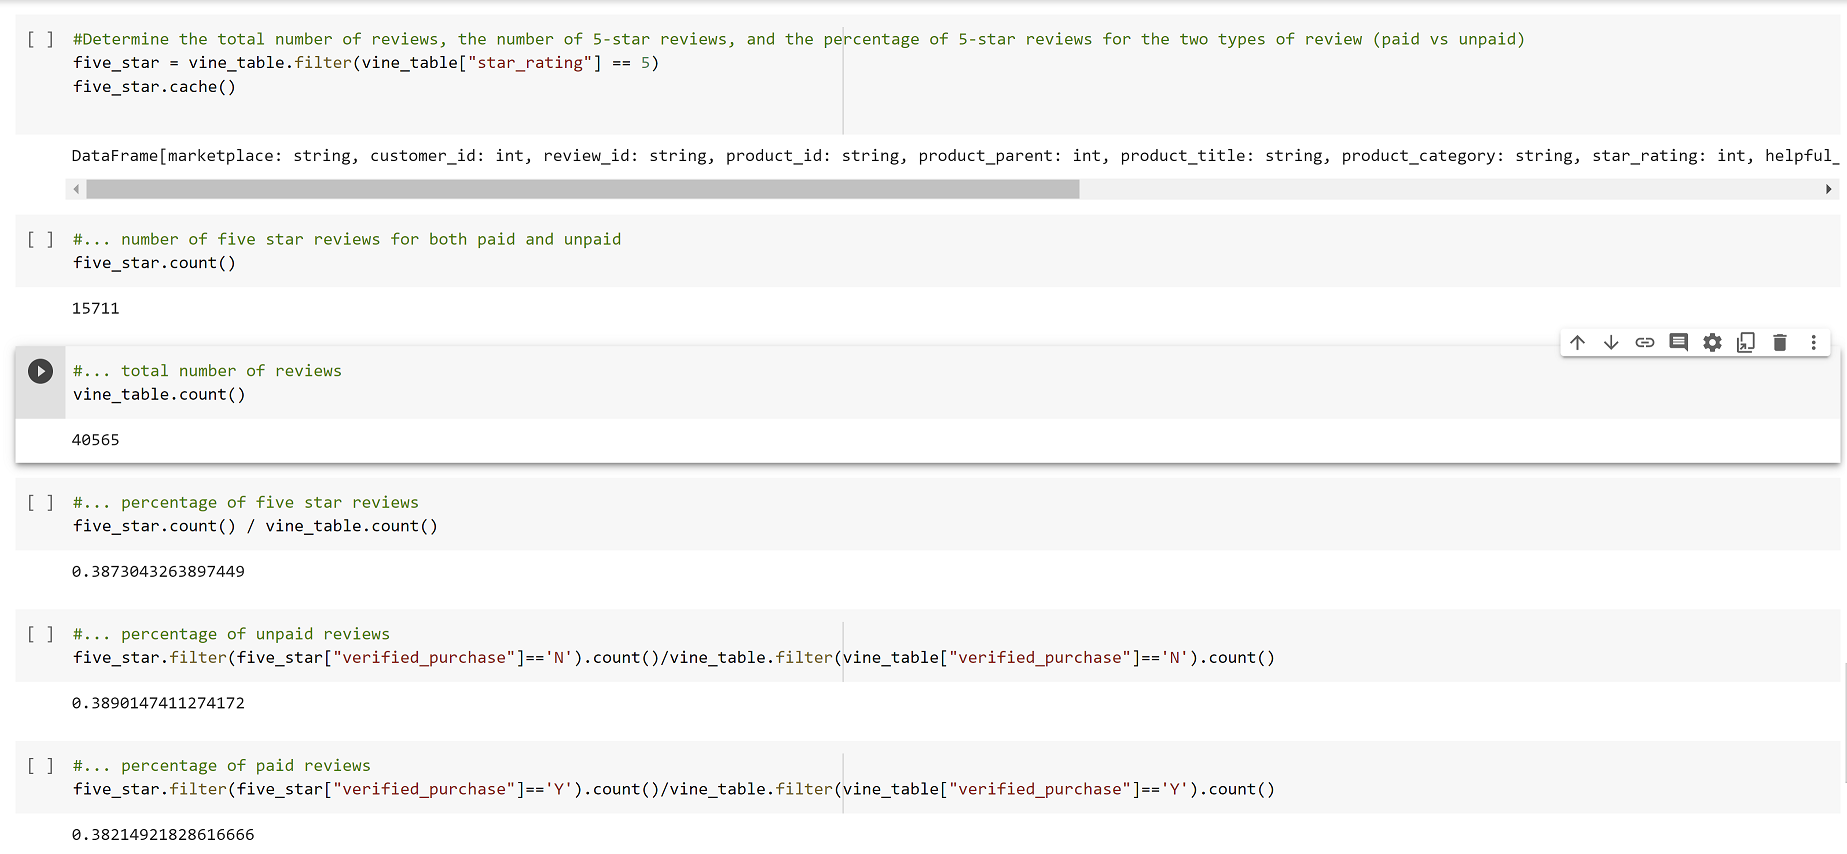 [ ] #Determine the total number of reviews, the number of 5-star reviews, and the percentage of 5-star reviews for the two types of review (paid vs unpaid)
five_star = vine_table.filter(vine_table["star_rating"] == 5)
five_star.cache()
DataFrame[marketplace: string, customer_id: int, review_id: string, product_id: string, product_parent: int, product_title: string, product_category: string, star_rating: int, helpful_
[ ] #... number of five star reviews for both paid and unpaid
five_star.count()
15711
#... total number of reviews
vine_table.count()
40565
[ ] #... percentage of five star reviews
five_star.count() / vine_table.count()
0.3873043263897449
[ ] #... percentage of unpaid reviews
five_star.filter(five_star["verified_purchase"]=='N').count()/vine_table.filter(vine_table["verified_purchase"]=='N').count()
0.3890147411274172
[ ] #... percentage of paid reviews
five_star.filter(five_star["verified_purchase"]=='Y').count()/vine_table.filter(vine_table["verified_purchase"]=='Y').count()
0.38214921828616666